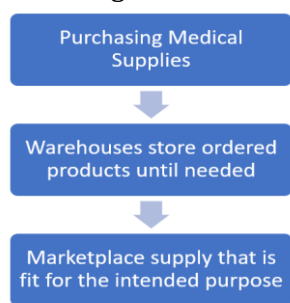 Purchasing Medical
Supplies
Warehouses store ordered
products until needed
Marketplace supply that is
fit for the intended purpose